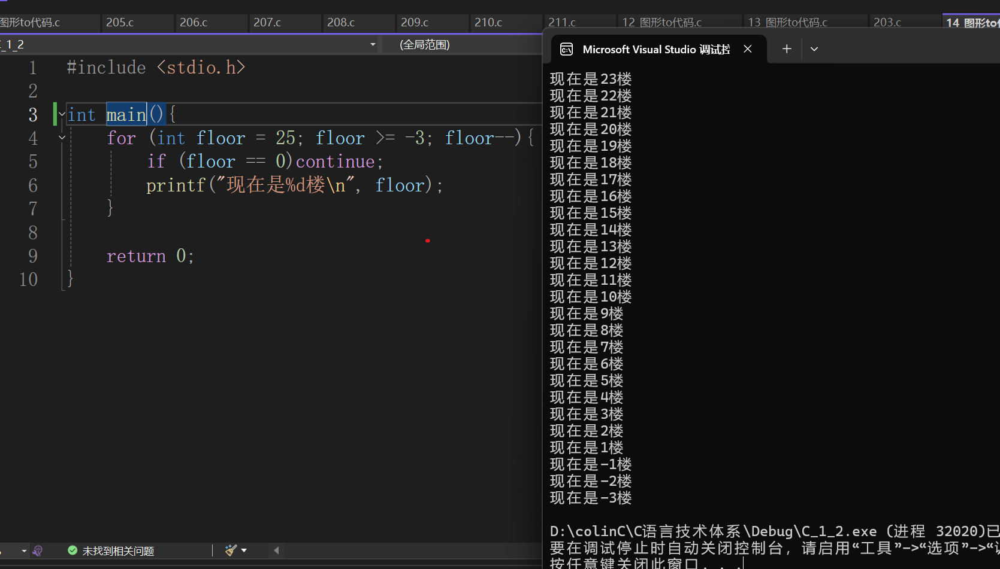 图形to代码.c 205.c 206.c 207.c 208.c 209.c 210.c 211.c 12 图形to代码.c 13 图形to代码.c 203.c 14 图形to
_1_2 (全局范围)
1 #include <stdio.h>
2
3 int main(){
4 for (int floor = 25; floor >= -3; floor--){
5 if (floor == 0)continue;
6 printf("现在是%d楼\n", floor);
7 }
8
9 return 0;
10 }
未找到相关问题
Microsoft Visual Studio 调试控
现在是23楼
现在是22楼
现在是21楼
现在是20楼
现在是19楼
现在是18楼
现在是17楼
现在是16楼
现在是15楼
现在是14楼
现在是13楼
现在是12楼
现在是11楼
现在是10楼
现在是9楼
现在是8楼
现在是7楼
现在是6楼
现在是5楼
现在是4楼
现在是3楼
现在是2楼
现在是1楼
现在是-1楼
现在是-2楼
现在是-3楼
D:\colinC\C语言技术体系\Debug\C_1_2.exe (进程 32020)已
要在调试停止时自动关闭控制台，请启用“工具”->“选项”->“
按任意键关闭此窗口. . .